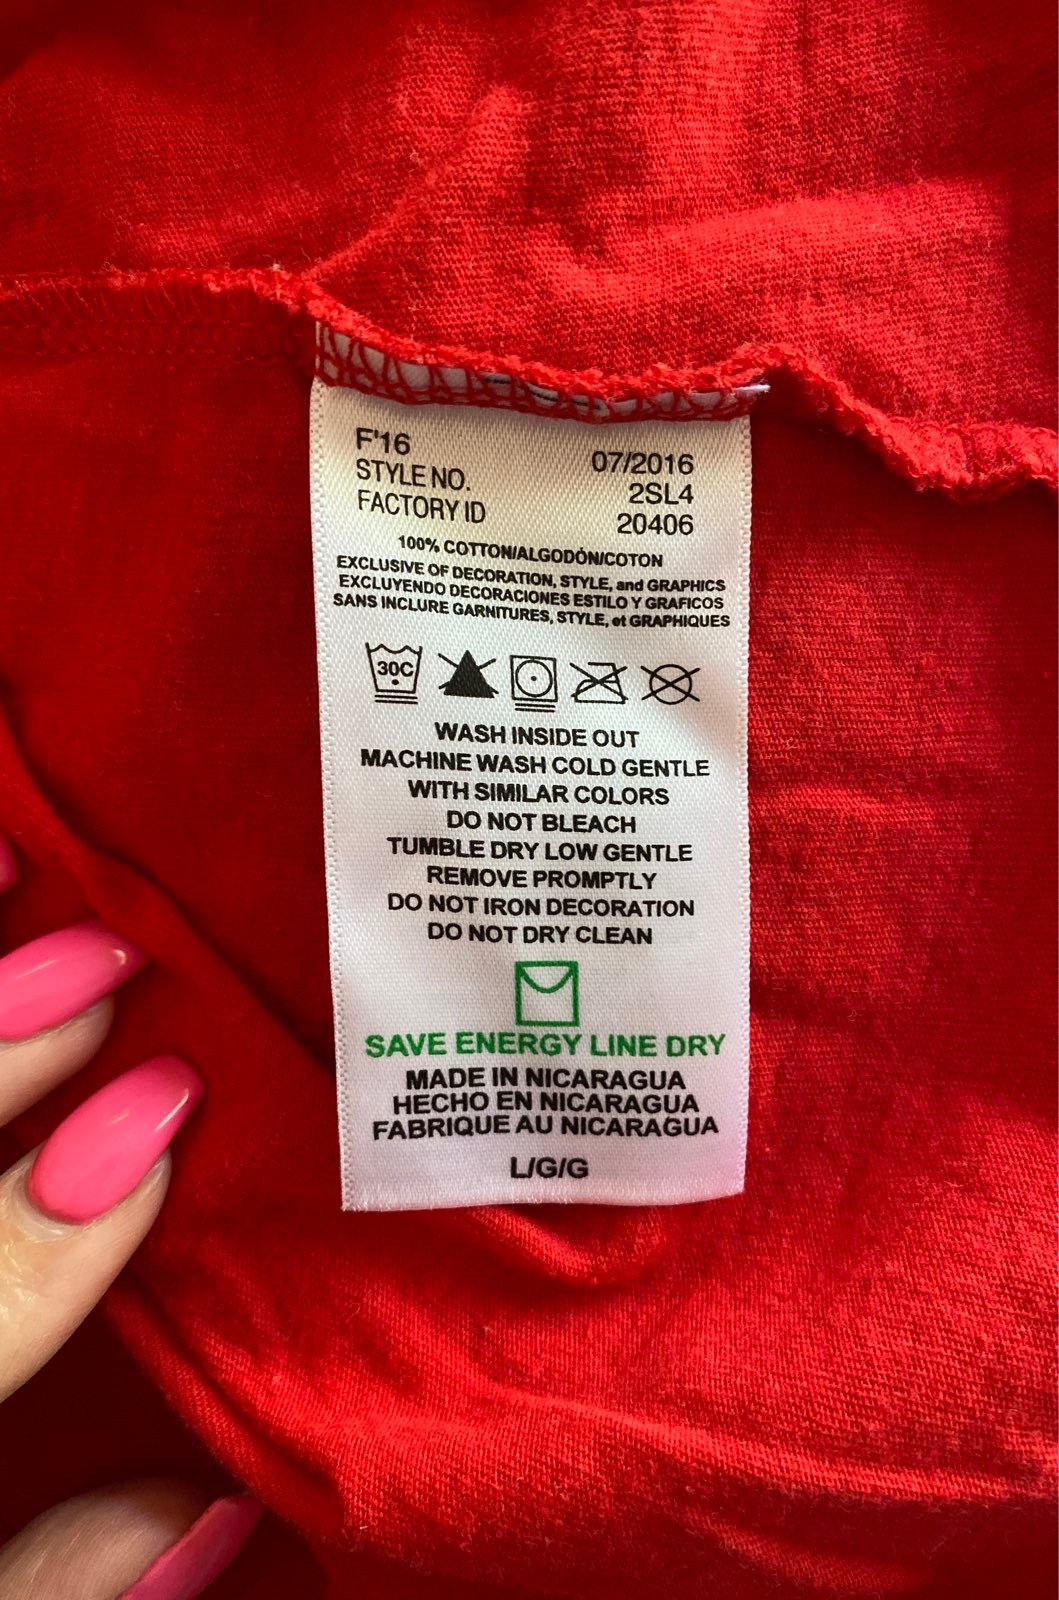 F'16 07/2016
STYLE NO. 2SL4
FACTORY ID 20406
100% COTTON/ALGODÓN/COTON
EXCLUSIVE OF DECORATION, STYLE, and GRAPHICS
EXCLUYENDO DECORACIONES ESTILO Y GRAFICOS
SANS INCLURE GARNITURES, STYLE, et GRAPHIQUES
30C
WASH INSIDE OUT
MACHINE WASH COLD GENTLE
WITH SIMILAR COLORS
DO NOT BLEACH
TUMBLE DRY LOW GENTLE
REMOVE PROMPTLY
DO NOT IRON DECORATION
DO NOT DRY CLEAN
SAVE ENERGY LINE DRY
MADE IN NICARAGUA
HECHO EN NICARAGUA
FABRIQUE AU NICARAGUA
L/G/G